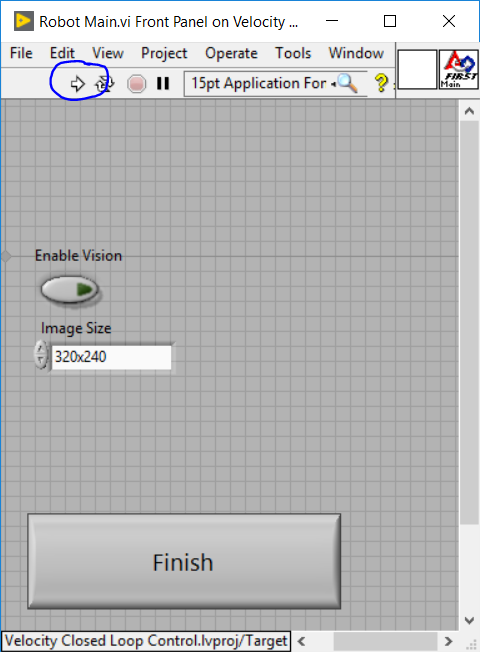 Robot Main.vi Front Panel on Velocity ...
File Edit View Project Operate Tools Window
15pt Application For
?
FIRST
Main
Enable Vision
Image Size
320x240
Finish
Velocity Closed Loop Control.lvproj/Target